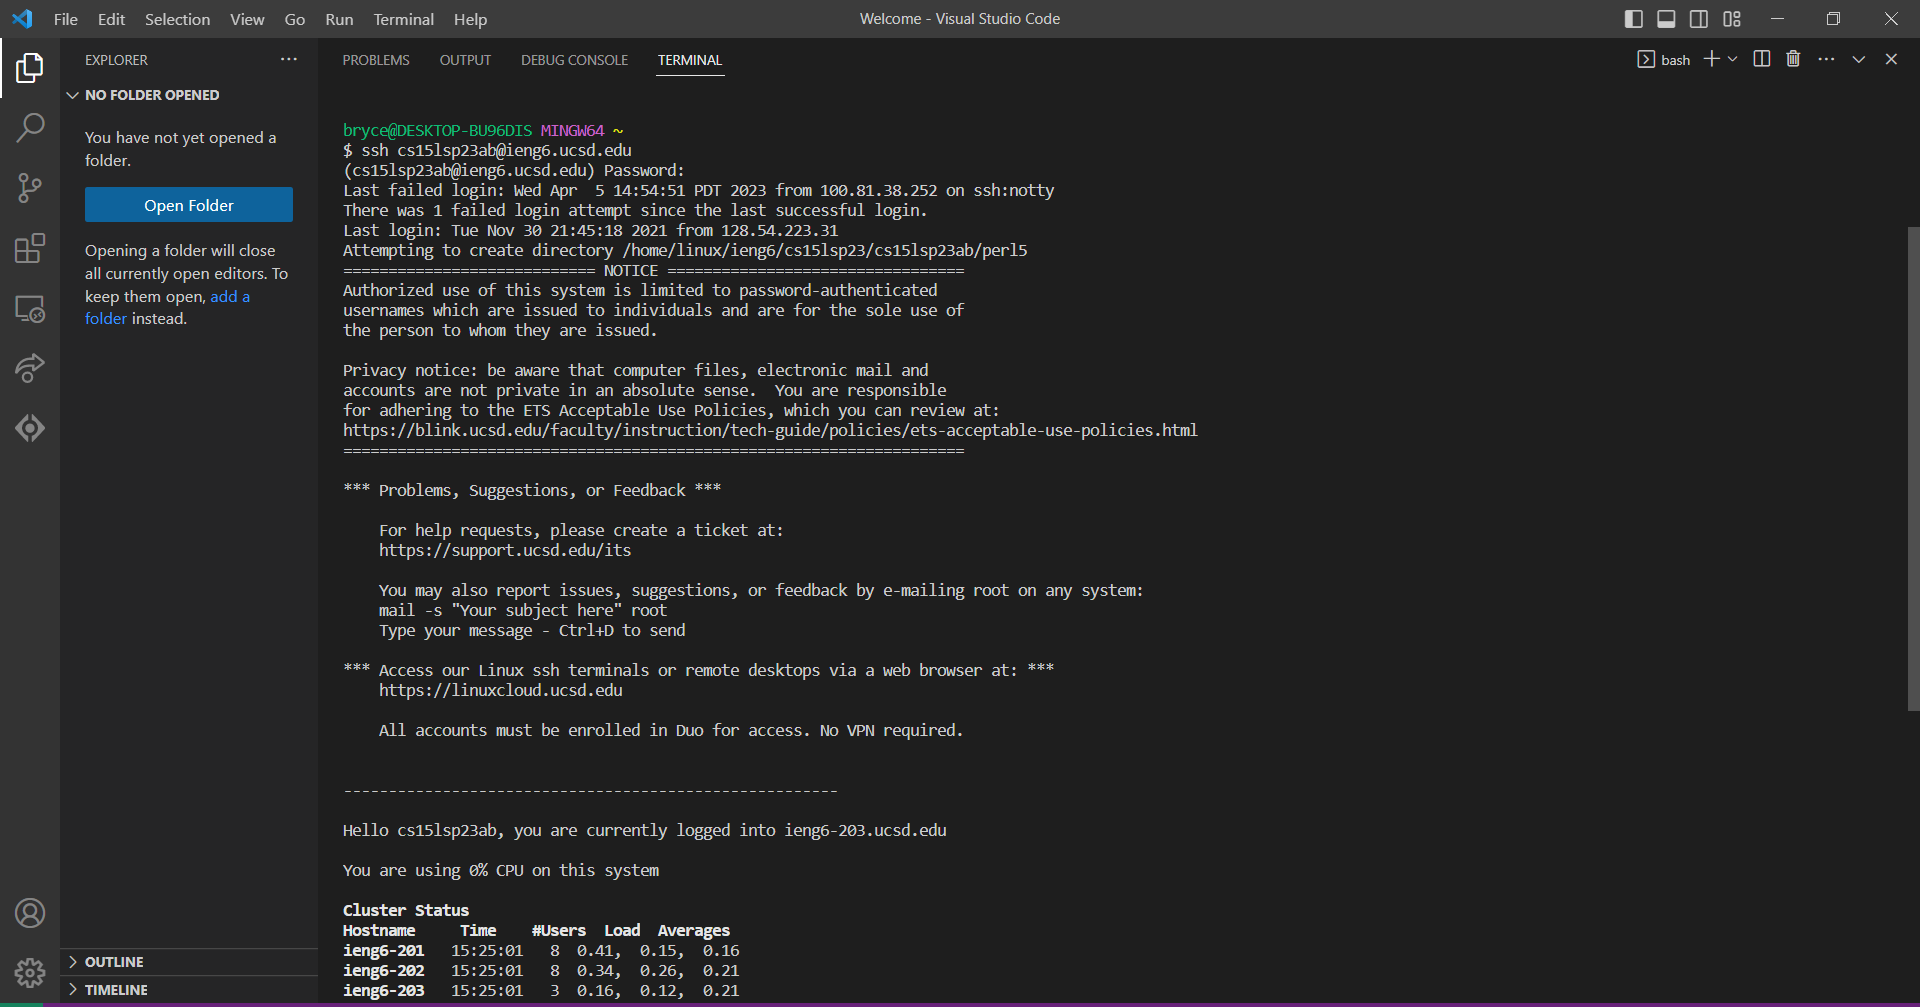 File Edit Selection View Go Run Terminal Help
Welcome - Visual Studio Code
EXPLORER
NO FOLDER OPENED
You have not yet opened a
folder.
Open Folder
Opening a folder will close
all currently open editors. To
keep them open, add a
folder instead.
OUTLINE
TIMELINE
PROBLEMS OUTPUT DEBUG CONSOLE TERMINAL
bash
bryce@DESKTOP-BU96DIS MINGW64 ~
$ ssh cs15lsp23ab@ieng6.ucsd.edu
(cs15lsp23ab@ieng6.ucsd.edu) Password:
Last failed login: Wed Apr  5 14:54:51 PDT 2023 from 100.81.38.252 on ssh:notty
There was 1 failed login attempt since the last successful login.
Last login: Tue Nov 30 21:45:18 2021 from 128.54.223.31
Attempting to create directory /home/linux/ieng6/cs15lsp23/cs15lsp23ab/perl5
============================ NOTICE =================================
Authorized use of this system is limited to password-authenticated
usernames which are issued to individuals and are for the sole use of
the person to whom they are issued.
Privacy notice: be aware that computer files, electronic mail and
accounts are not private in an absolute sense.  You are responsible
for adhering to the ETS Acceptable Use Policies, which you can review at:
https://blink.ucsd.edu/faculty/instruction/tech-guide/policies/ets-acceptable-use-policies.html
=====================================================================
*** Problems, Suggestions, or Feedback ***
For help requests, please create a ticket at:
https://support.ucsd.edu/its
You may also report issues, suggestions, or feedback by e-mailing root on any system:
mail -s "Your subject here" root
Type your message - Ctrl+D to send
*** Access our Linux ssh terminals or remote desktops via a web browser at: ***
https://linuxcloud.ucsd.edu
All accounts must be enrolled in Duo for access. No VPN required.
-------------------------------------------------------
Hello cs15lsp23ab, you are currently logged into ieng6-203.ucsd.edu
You are using 0% CPU on this system
Cluster Status
Hostname     Time    #Users  Load  Averages
ieng6-201   15:25:01   8  0.41,  0.15,  0.16
ieng6-202   15:25:01   8  0.34,  0.26,  0.21
ieng6-203   15:25:01   3  0.16,  0.12,  0.21